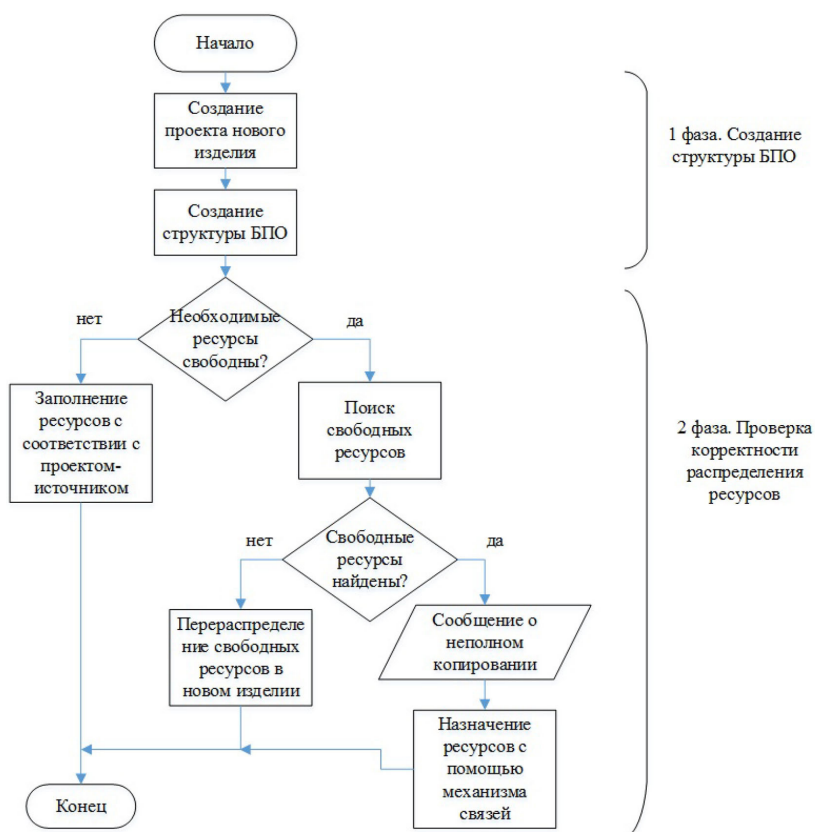 Начало
Создание
проекта нового
изделия
1 фаза. Создание
структуры БПО
Создание
структуры БПО
Необходимые
ресурсы
свободны?
нет
да
Заполнение
ресурсов с
соответствии с
проектом-
источником
Поиск
свободных
ресурсов
2 фаза. Проверка
корректности
распределения
ресурсов
Свободные
ресурсы
найдены?
нет
да
Перераспределе
ние свободных
ресурсов в
новом изделии
Сообщение о
неполном
копировании
Назначение
ресурсов с
помощью
механизма
связей
Конец